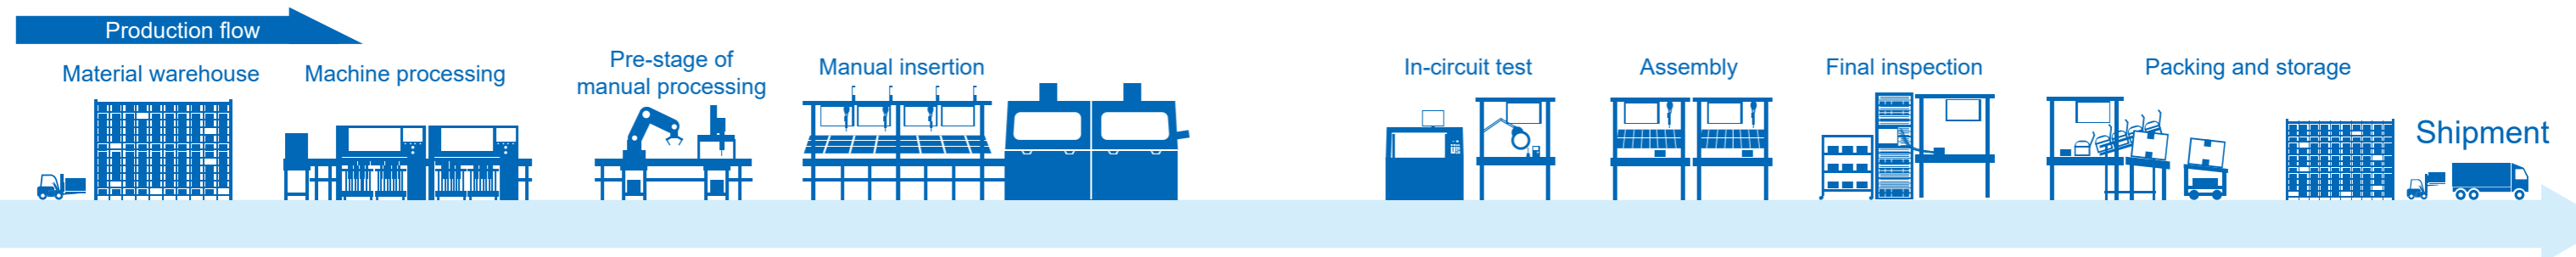 Production flow
Material warehouse
Machine processing
Pre-stage of
manual processing
Manual insertion
In-circuit test
Assembly
Final inspection
Packing and storage
Shipment